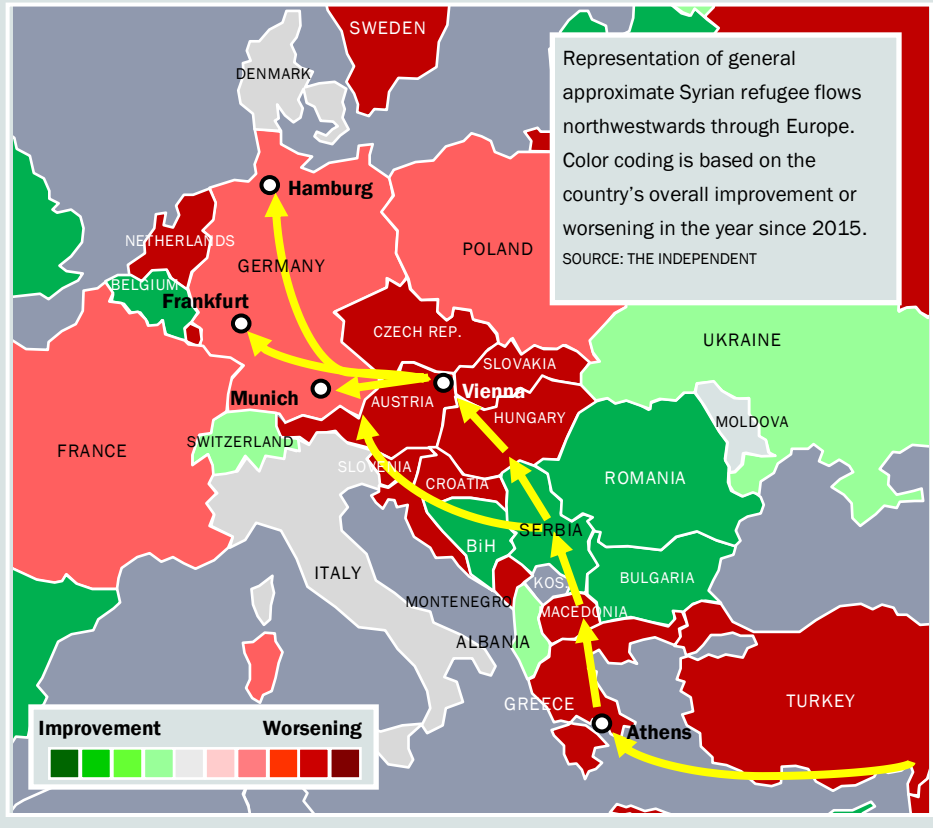 SWEDEN
Representation of general
approximate Syrian refugee flows
northwestwards through Europe.
Color coding is based on the
country's overall improvement or
worsening in the year since 2015.
SOURCE: THE INDEPENDENT
DENMARK
Hamburg
NETHERLANDS
POLAND
GERMANY
BELGIUM
Frankfurt
CZECH REP.
UKRAINE
SLOVAKIA
Vienna
Munich
AUSTRIA
HUNGARY
MOLDOVA
SWITZERLAND
FRANCE
SLOVENIA
CROATIA
ROMANIA
SERBIA
BiH
ITALY
KOS.
BULGARIA
MONTENEGRO
MACEDONIA
ALBANIA
GREECE
TURKEY
Improvement Worsening
Athens